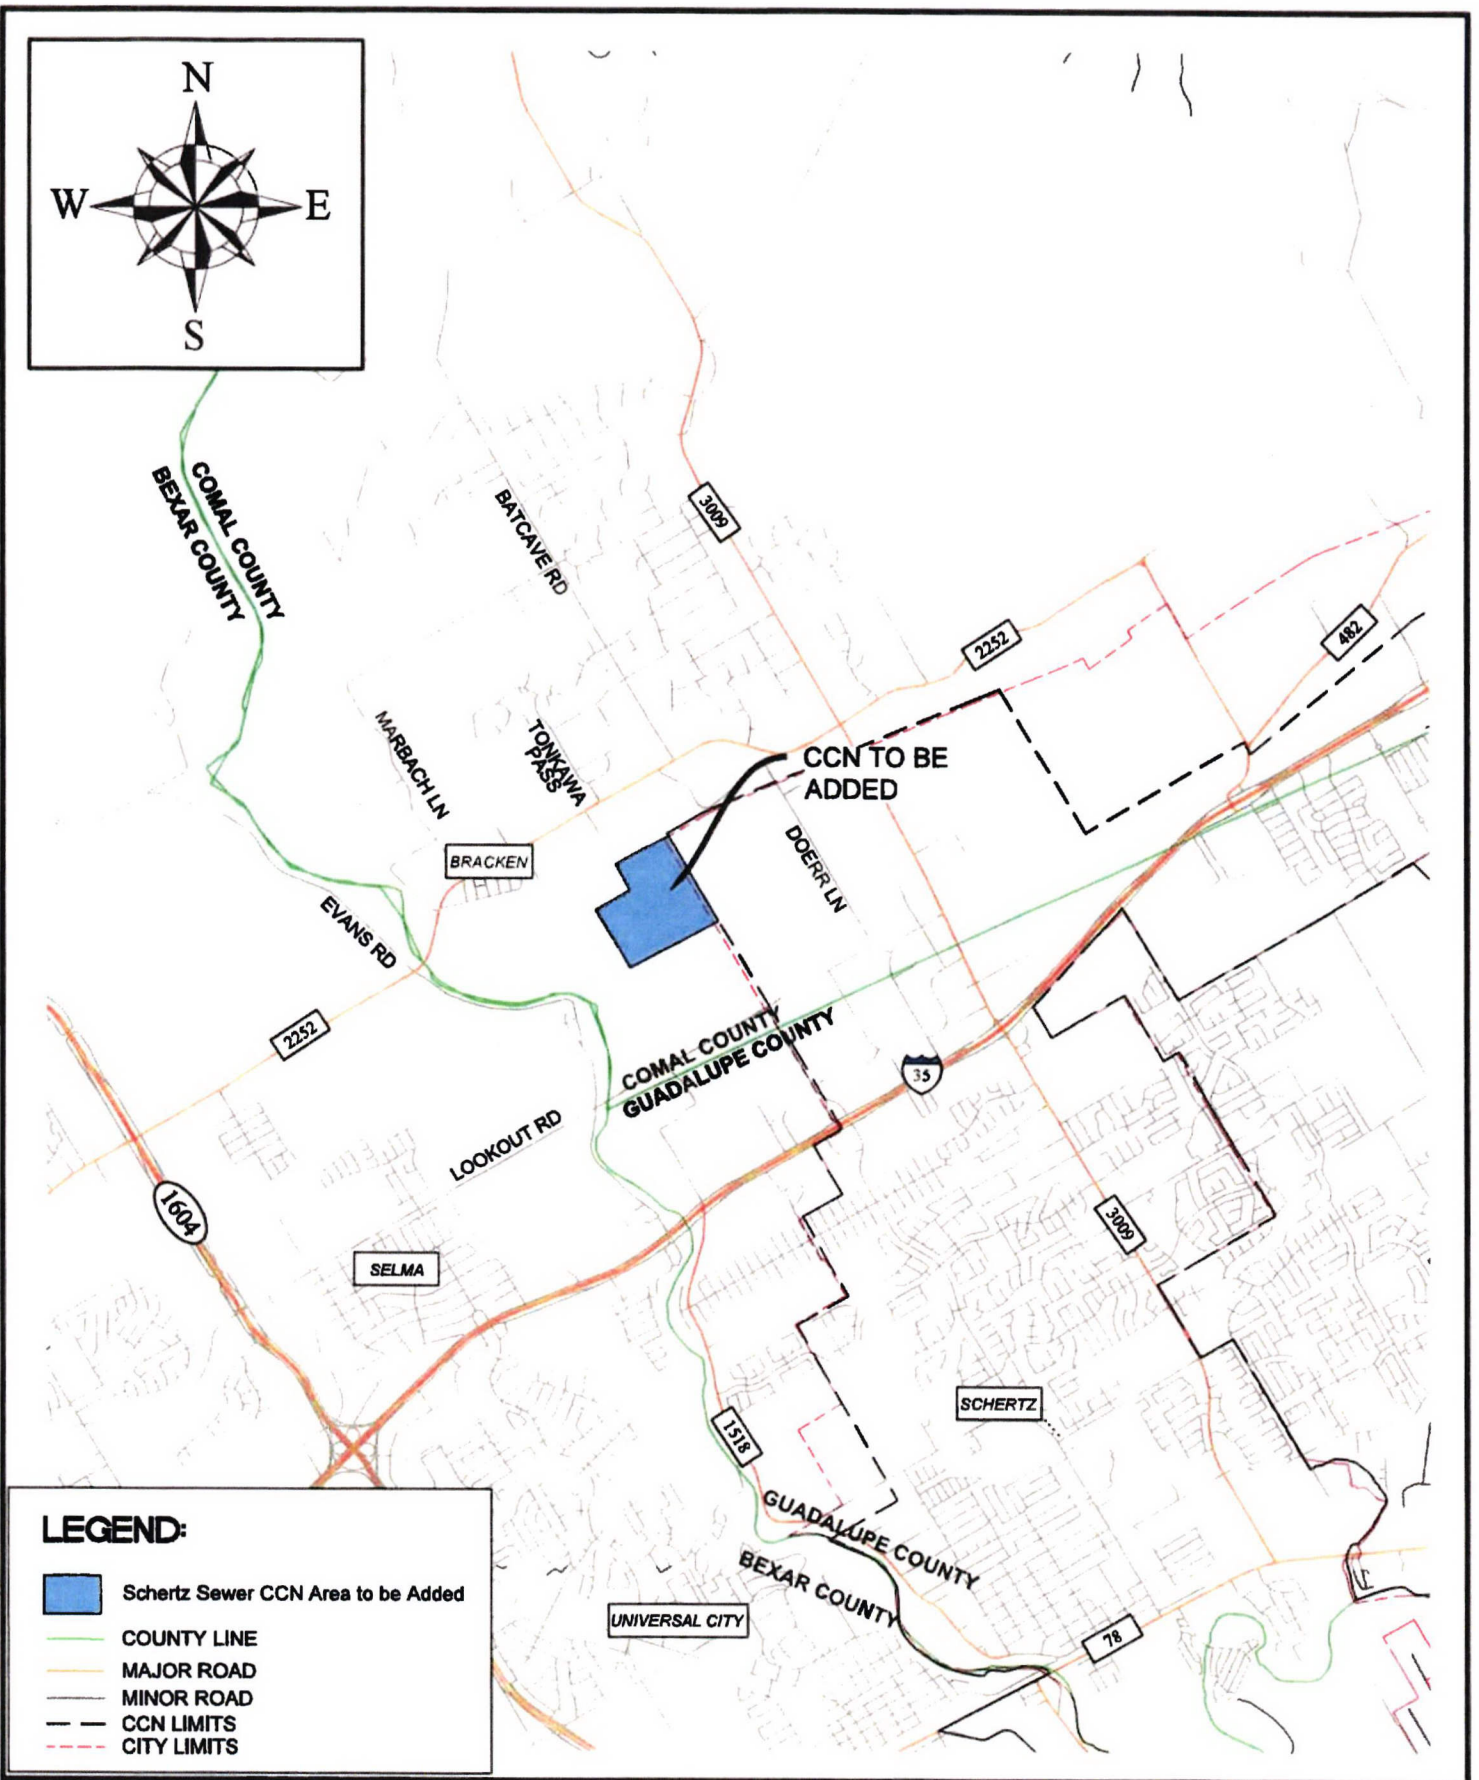 N
W
E
S
COMAL COUNTY
BEXAR COUNTY
BATCAVE RD
3009
2252
482
MARBACH LN
TONKAWA
PASS
CCN TO BE
ADDED
BRACKEN
DOERR LN
EVANS RD
2252
COMAL COUNTY
GUADALUPE COUNTY
35
LOOKOUT RD
1604
3009
SELMA
SCHERTZ
1518
GUADALUPE COUNTY
BEXAR COUNTY
UNIVERSAL CITY
78
LEGEND:
Schertz Sewer CCN Area to be Added
COUNTY LINE
MAJOR ROAD
MINOR ROAD
CCN LIMITS
CITY LIMITS